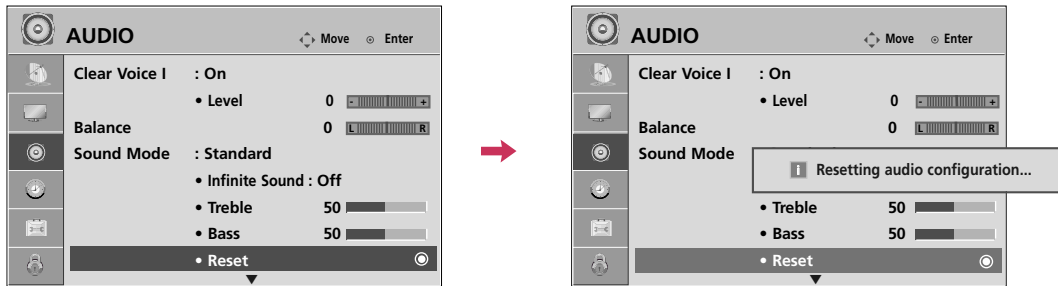 AUDIO Move Enter
Clear Voice I : On
• Level 0 - +
Balance 0 L R
Sound Mode : Standard
• Infinite Sound : Off
• Treble 50
• Bass 50
• Reset
AUDIO Move Enter
Clear Voice I : On
• Level 0 - +
Balance 0 L R
Sound Mode
i Resetting audio configuration...
• Treble 50
• Bass 50
• Reset